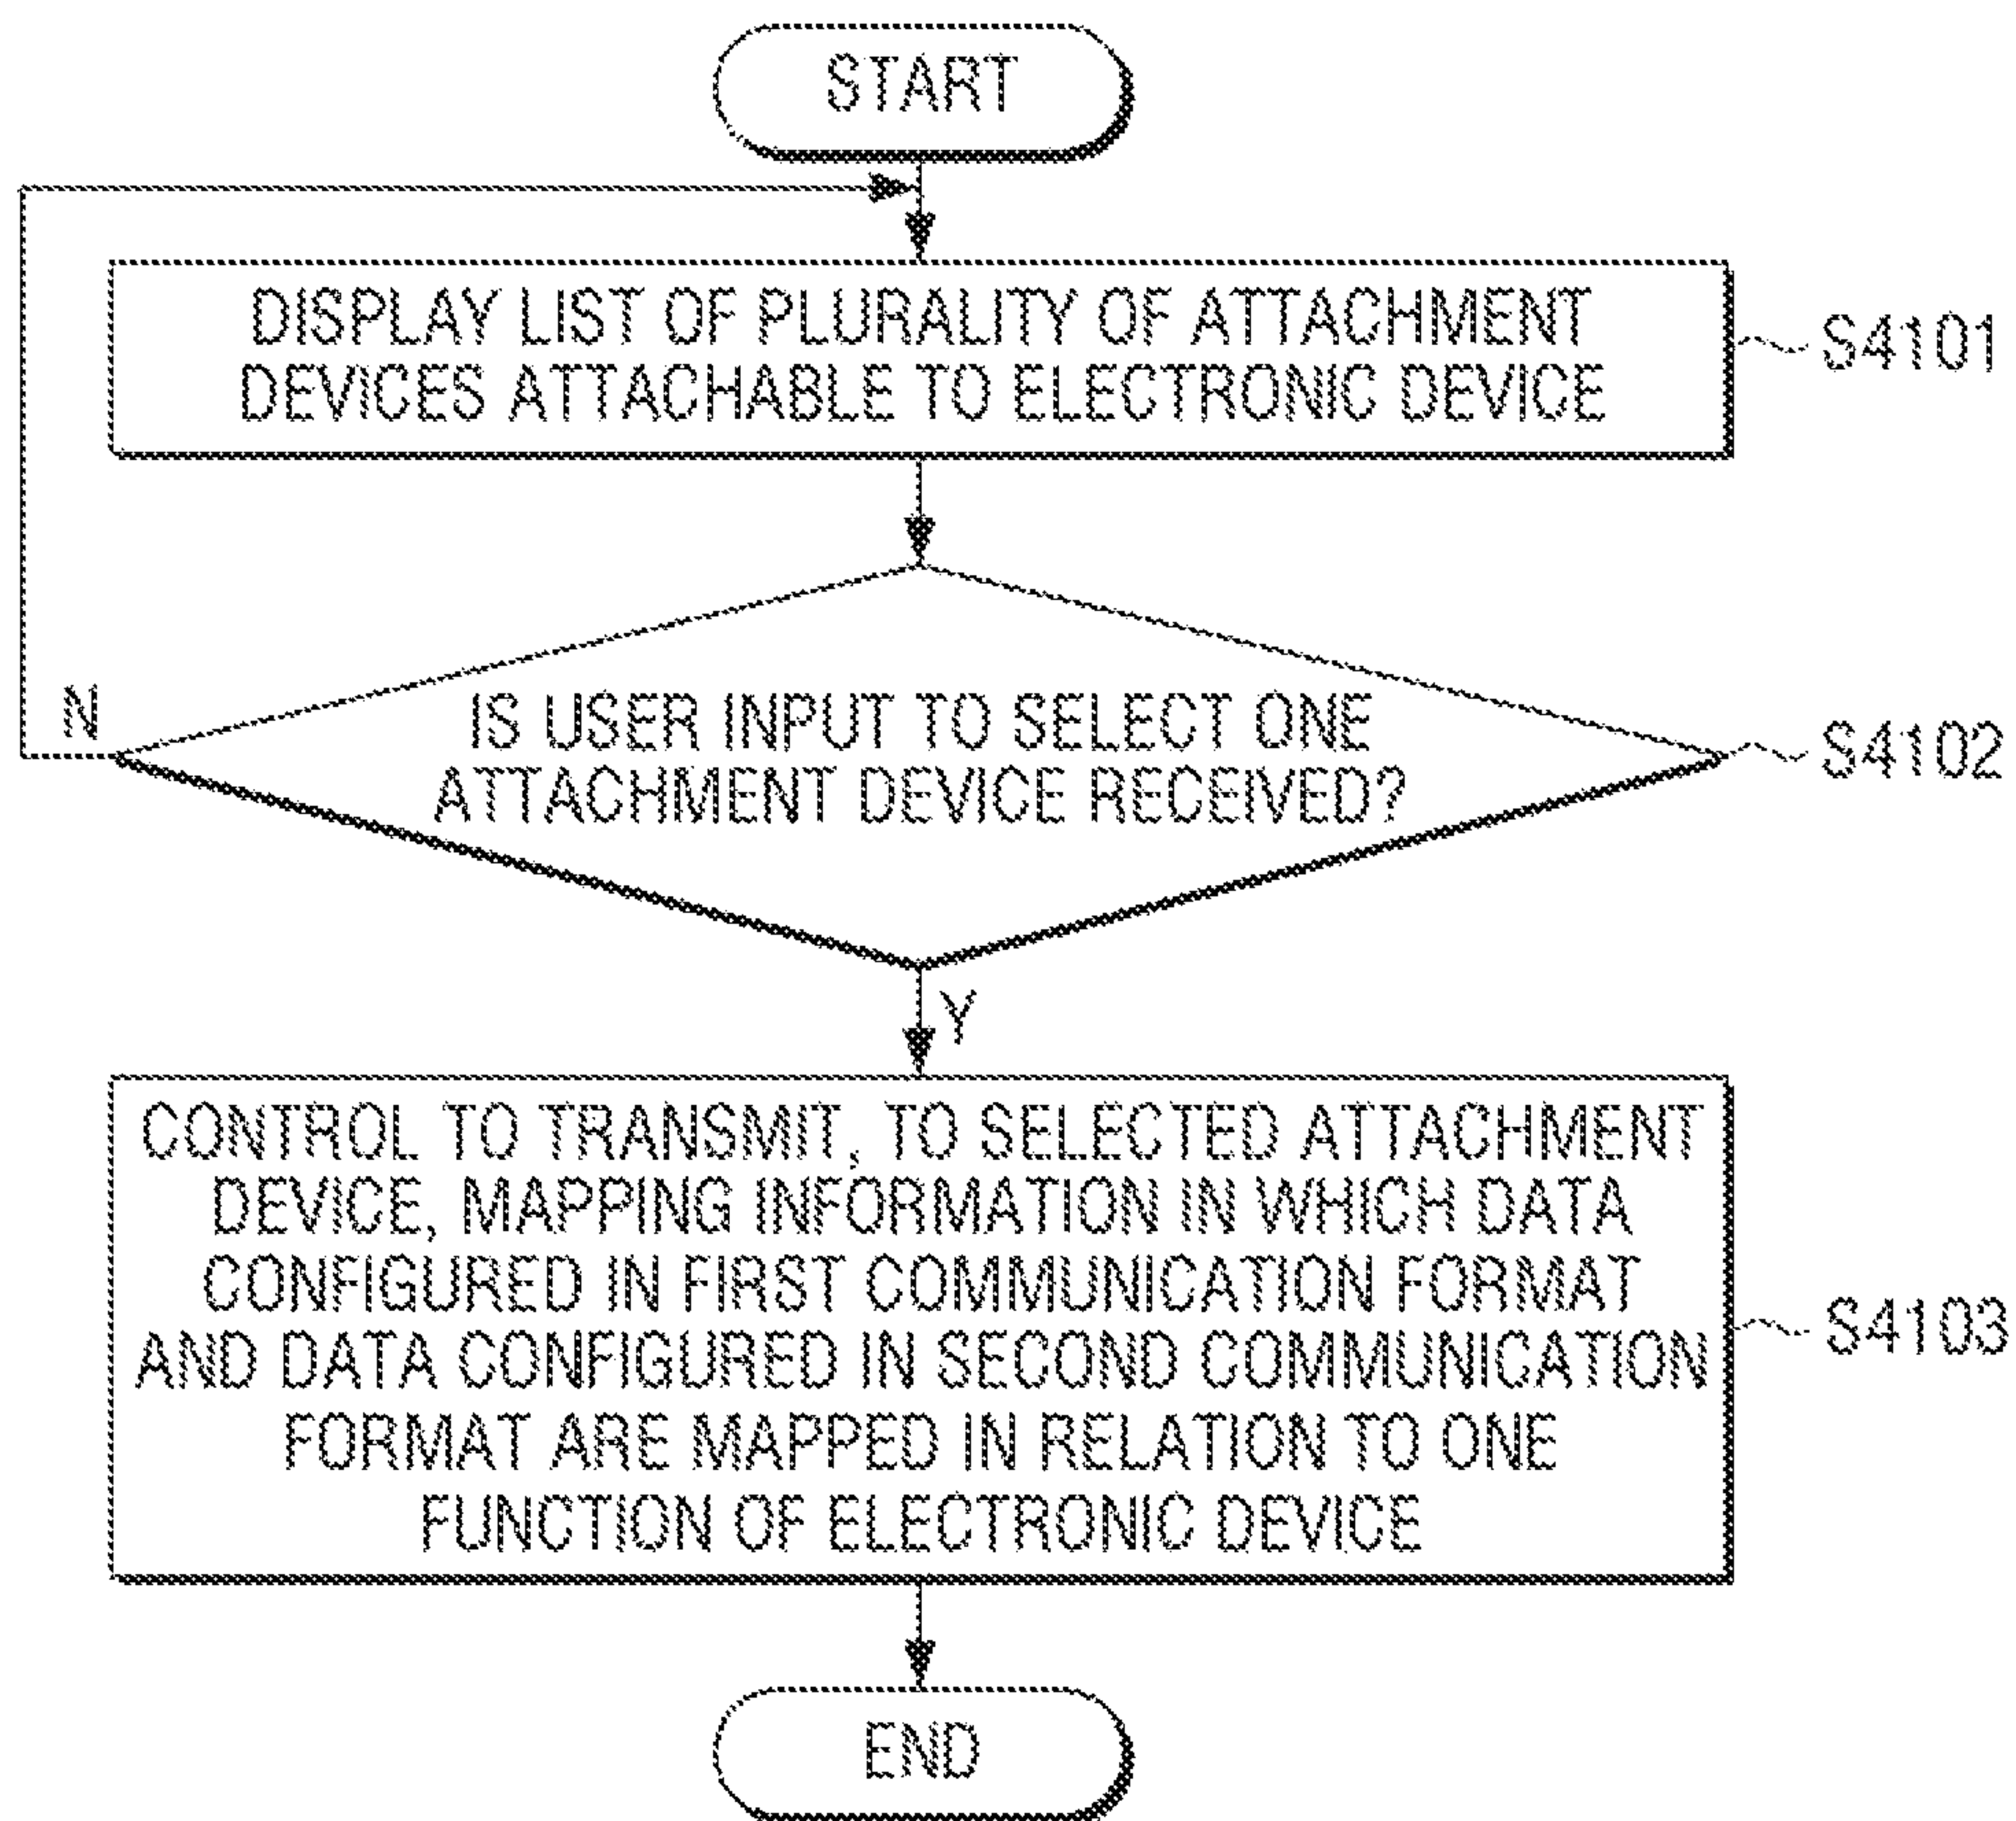 START
DISPLAY LIST OF PLURALITY OF ATTACHMENT
DEVICES ATTACHABLE TO ELECTRONIC DEVICE
S4101
N
IS USER INPUT TO SELECT ONE
ATTACHMENT DEVICE RECEIVED?
S4102
Y
CONTROL TO TRANSMIT, TO SELECTED ATTACHMENT
DEVICE, MAPPING INFORMATION IN WHICH DATA
CONFIGURED IN FIRST COMMUNICATION FORMAT
AND DATA CONFIGURED IN SECOND COMMUNICATION
FORMAT ARE MAPPED IN RELATION TO ONE
FUNCTION OF ELECTRONIC DEVICE
S4103
END